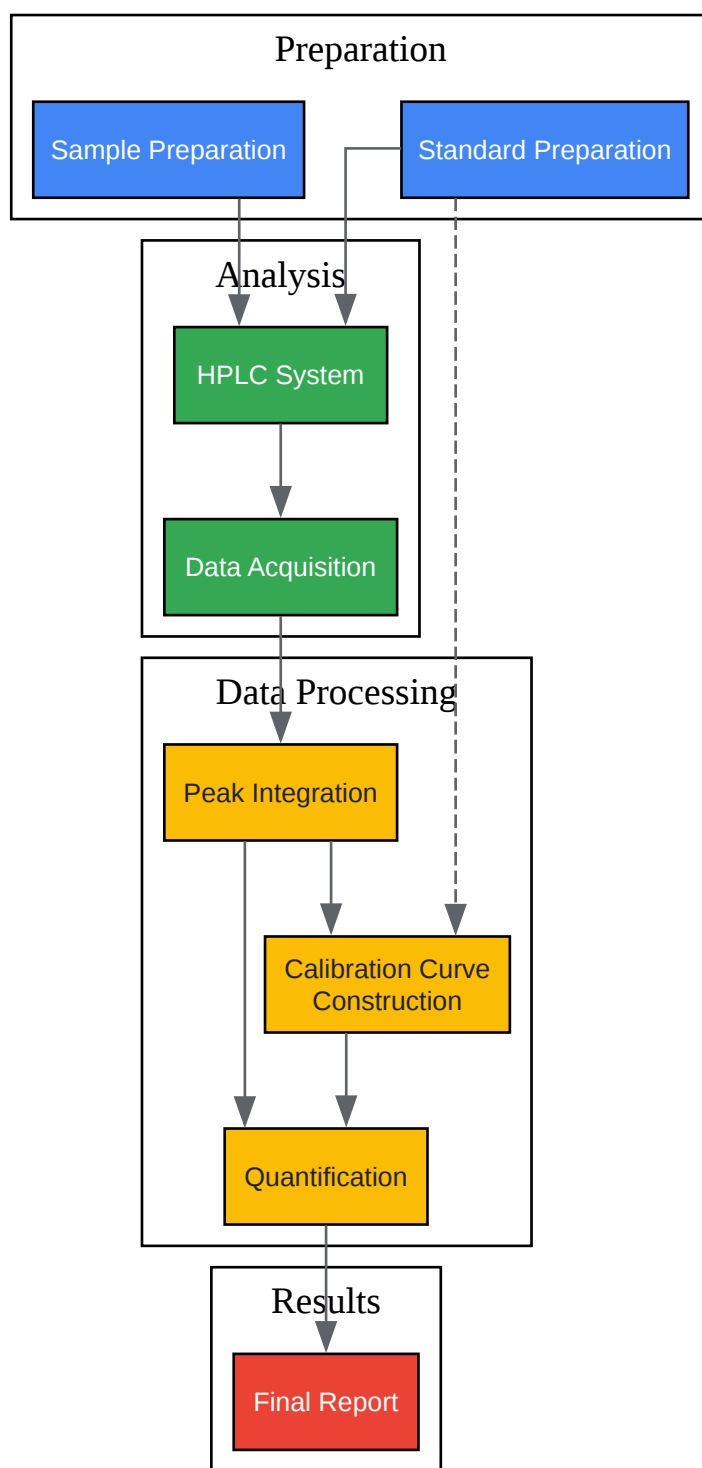 Preparation
Sample Preparation
Standard Preparation
Analysis
HPLC System
Data Acquisition
Data Processing
Peak Integration
Calibration Curve
Construction
Quantification
Results
Final Report